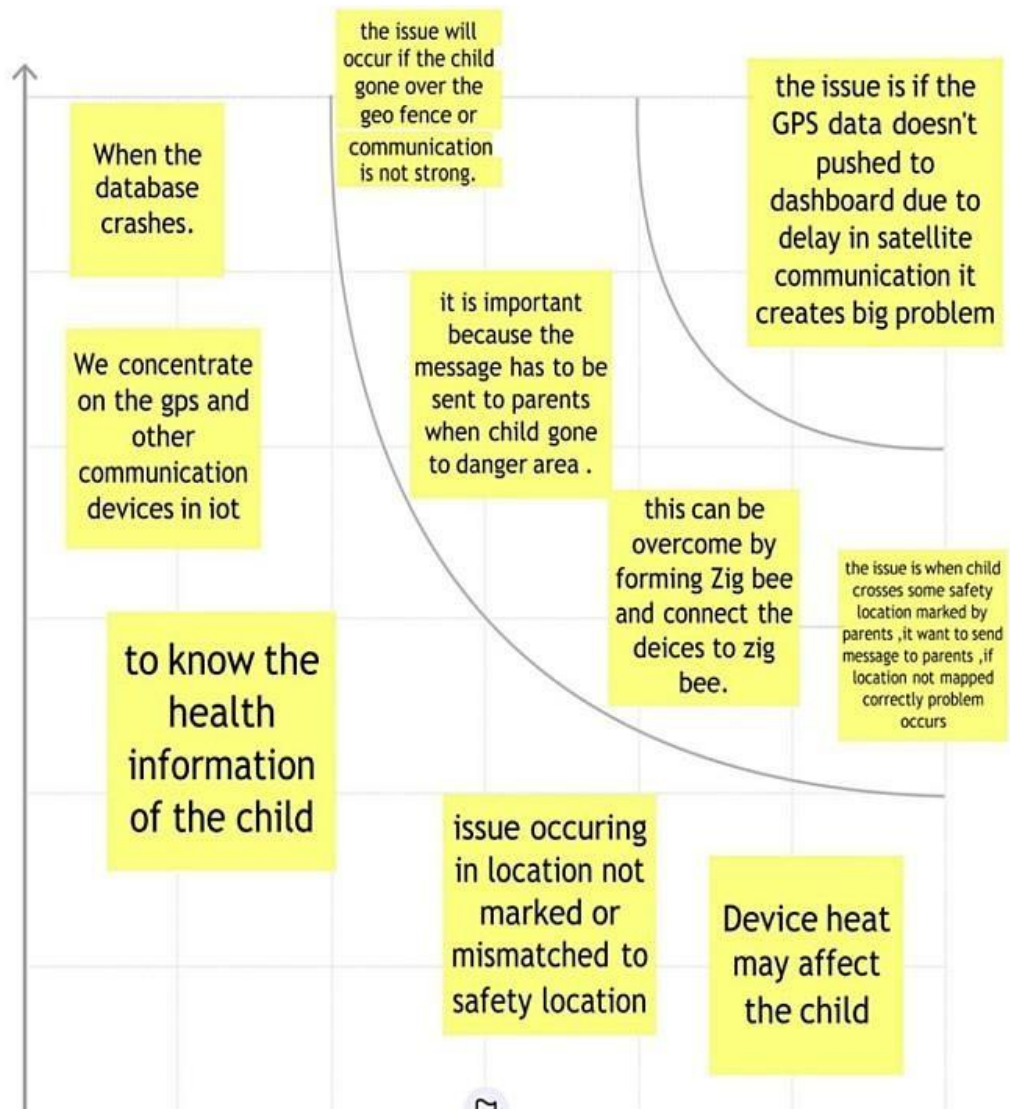 the issue will
occur if the child
gone over the
geo fence or
communication
is not strong.
When the
database
crashes.
the issue is if the
GPS data doesn't
pushed to
dashboard due to
delay in satellite
communication it
creates big problem
it is important
because the
message has to be
sent to parents
when child gone
to danger area .
We concentrate
on the gps and
other
communication
devices in iot
this can be
overcome by
forming Zig bee
and connect the
deices to zig
bee.
the issue is when child
crosses some safety
location marked by
parents ,it want to send
message to parents ,if
location not mapped
correctly problem
occurs
to know the
health
information
of the child
issue occuring
in location not
marked or
mismatched to
safety location
Device heat
may affect
the child